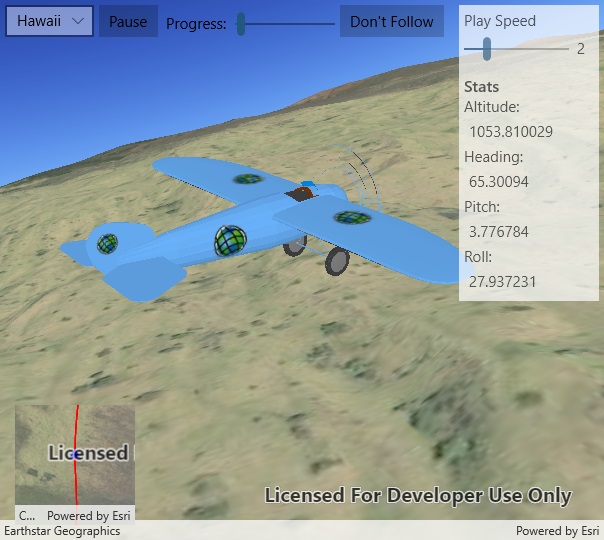 Hawaii
Pause
Progress:
Don't Follow
Play Speed
2
Stats
Altitude:
1053.810029
Heading:
65.30094
Pitch:
3.776784
Roll:
27.937231
Licensed
C... Powered by Esri
Licensed For Developer Use Only
Earthstar Geographics
Powered by Esri